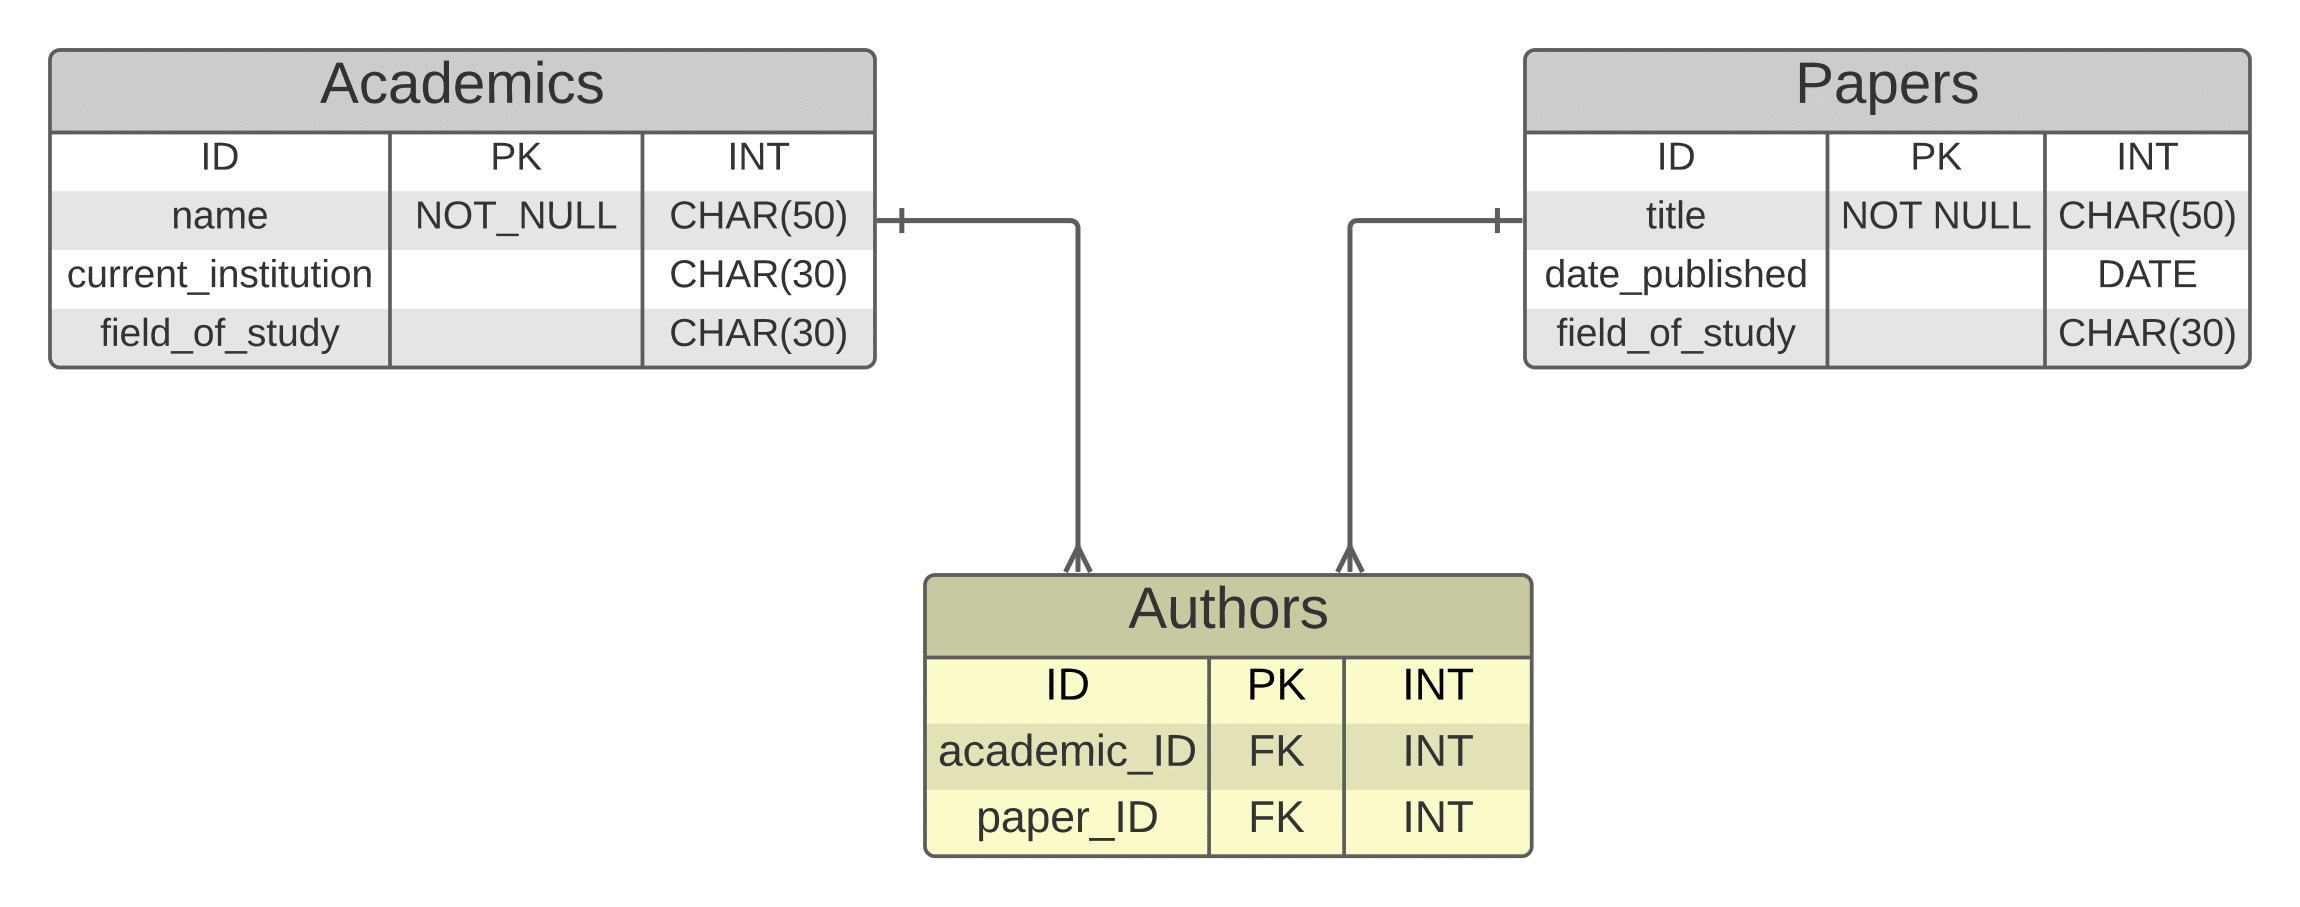 Academics
ID PK INT
name NOT_NULL CHAR(50)
current_institution CHAR(30)
field_of_study CHAR(30)
Papers
ID PK INT
title NOT NULL CHAR(50)
date_published DATE
field_of_study CHAR(30)
Authors
ID PK INT
academic_ID FK INT
paper_ID FK INT